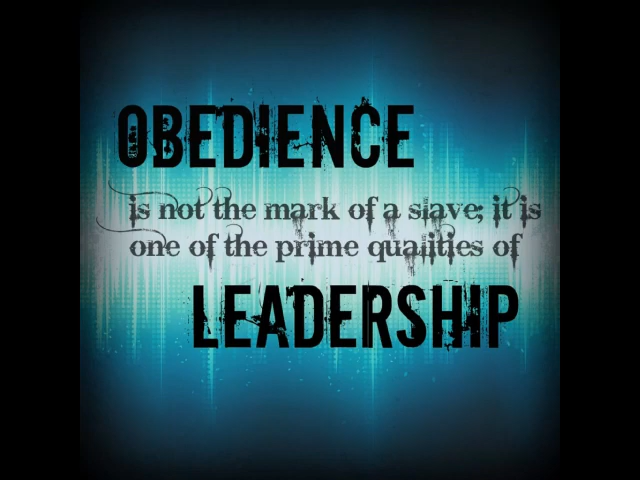 OBEDIENCE
is not the mark of a slave; it is
one of the prime qualities of
LEADERSHIP